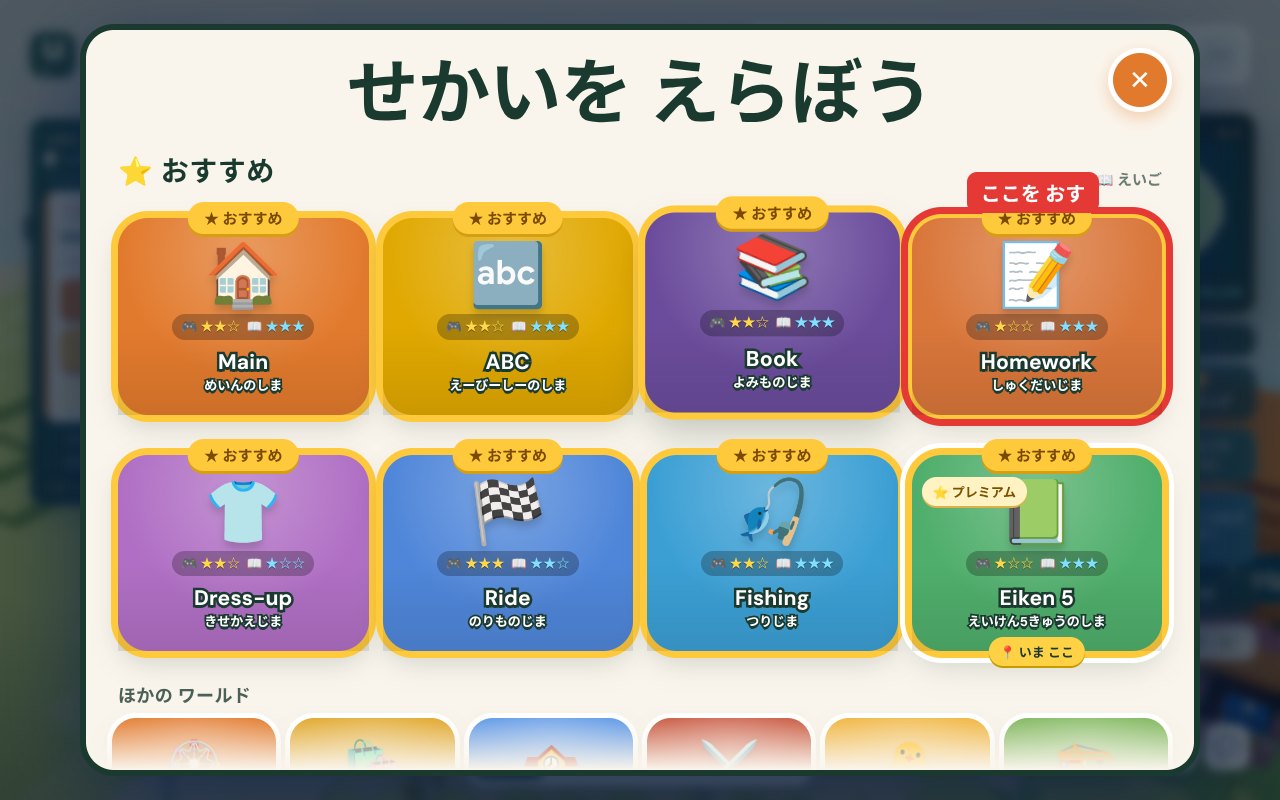 せかいを えらぼう
×
⭐ おすすめ
えいご
ここを おす
★ おすすめ
★ おすすめ
★ おすすめ
★ おすすめ
abc
★★☆ ★★★
★★☆ ★★★
★★☆ ★★★
★☆☆ ★★★
Main
めいんのしま
ABC
えーびーしーのしま
Book
よみものじま
Homework
しゅくだいじま
★ おすすめ
★ おすすめ
★ おすすめ
★ おすすめ
⭐ プレミアム
★★☆ ★☆☆
★★★ ★★☆
★★☆ ★★★
★☆☆ ★★★
Dress-up
きせかえじま
Ride
のりものじま
Fishing
つりじま
Eiken 5
えいけん5きゅうのしま
📍 いま ここ
ほかの ワールド